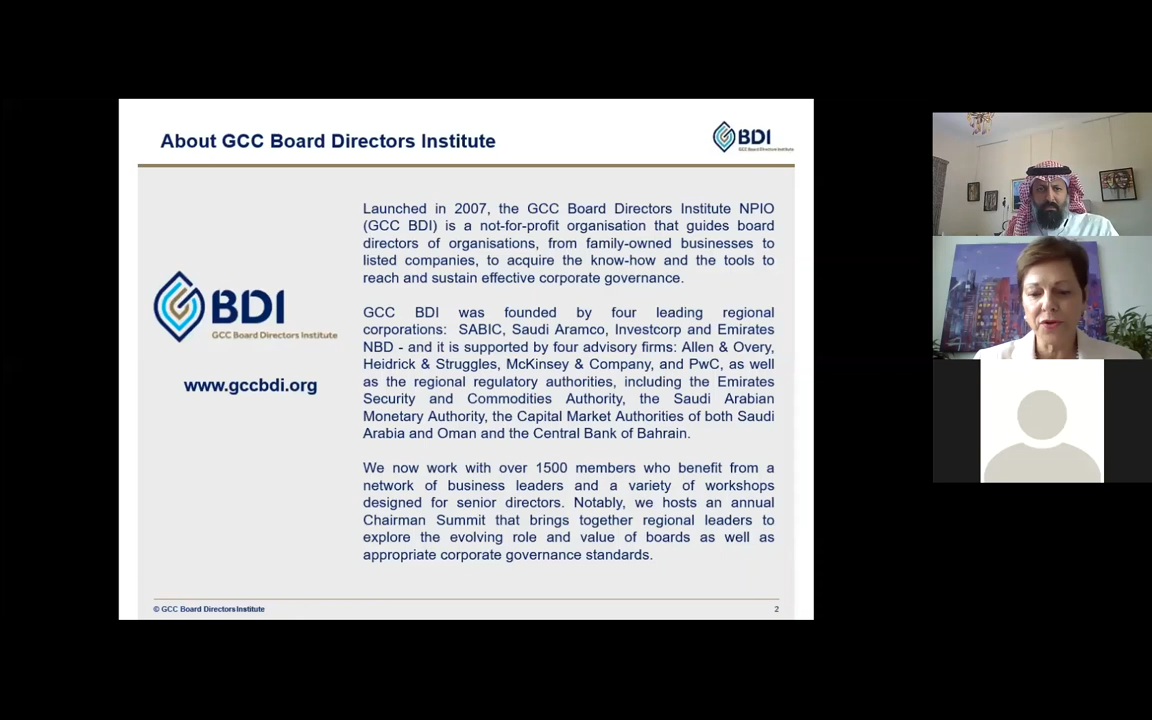 About GCC Board Directors Institute
BDI
GCC Board Directors Institute
Launched in 2007, the GCC Board Directors Institute NPIO
(GCC BDI) is a not-for-profit organisation that guides board
directors of organisations, from family-owned businesses to
listed companies, to acquire the know-how and the tools to
reach and sustain effective corporate governance.
BDI
GCC Board Directors Institute
www.gccbdi.org
GCC BDI was founded by four leading regional
corporations: SABIC, Saudi Aramco, Investcorp and Emirates
NBD - and it is supported by four advisory firms: Allen & Overy,
Heidrick & Struggles, McKinsey & Company, and PwC, as well
as the regional regulatory authorities, including the Emirates
Security and Commodities Authority, the Saudi Arabian
Monetary Authority, the Capital Market Authorities of both Saudi
Arabia and Oman and the Central Bank of Bahrain.
We now work with over 1500 members who benefit from a
network of business leaders and a variety of workshops
designed for senior directors. Notably, we hosts an annual
Chairman Summit that brings together regional leaders to
explore the evolving role and value of boards as well as
appropriate corporate governance standards.
© GCC Board Directors Institute
2